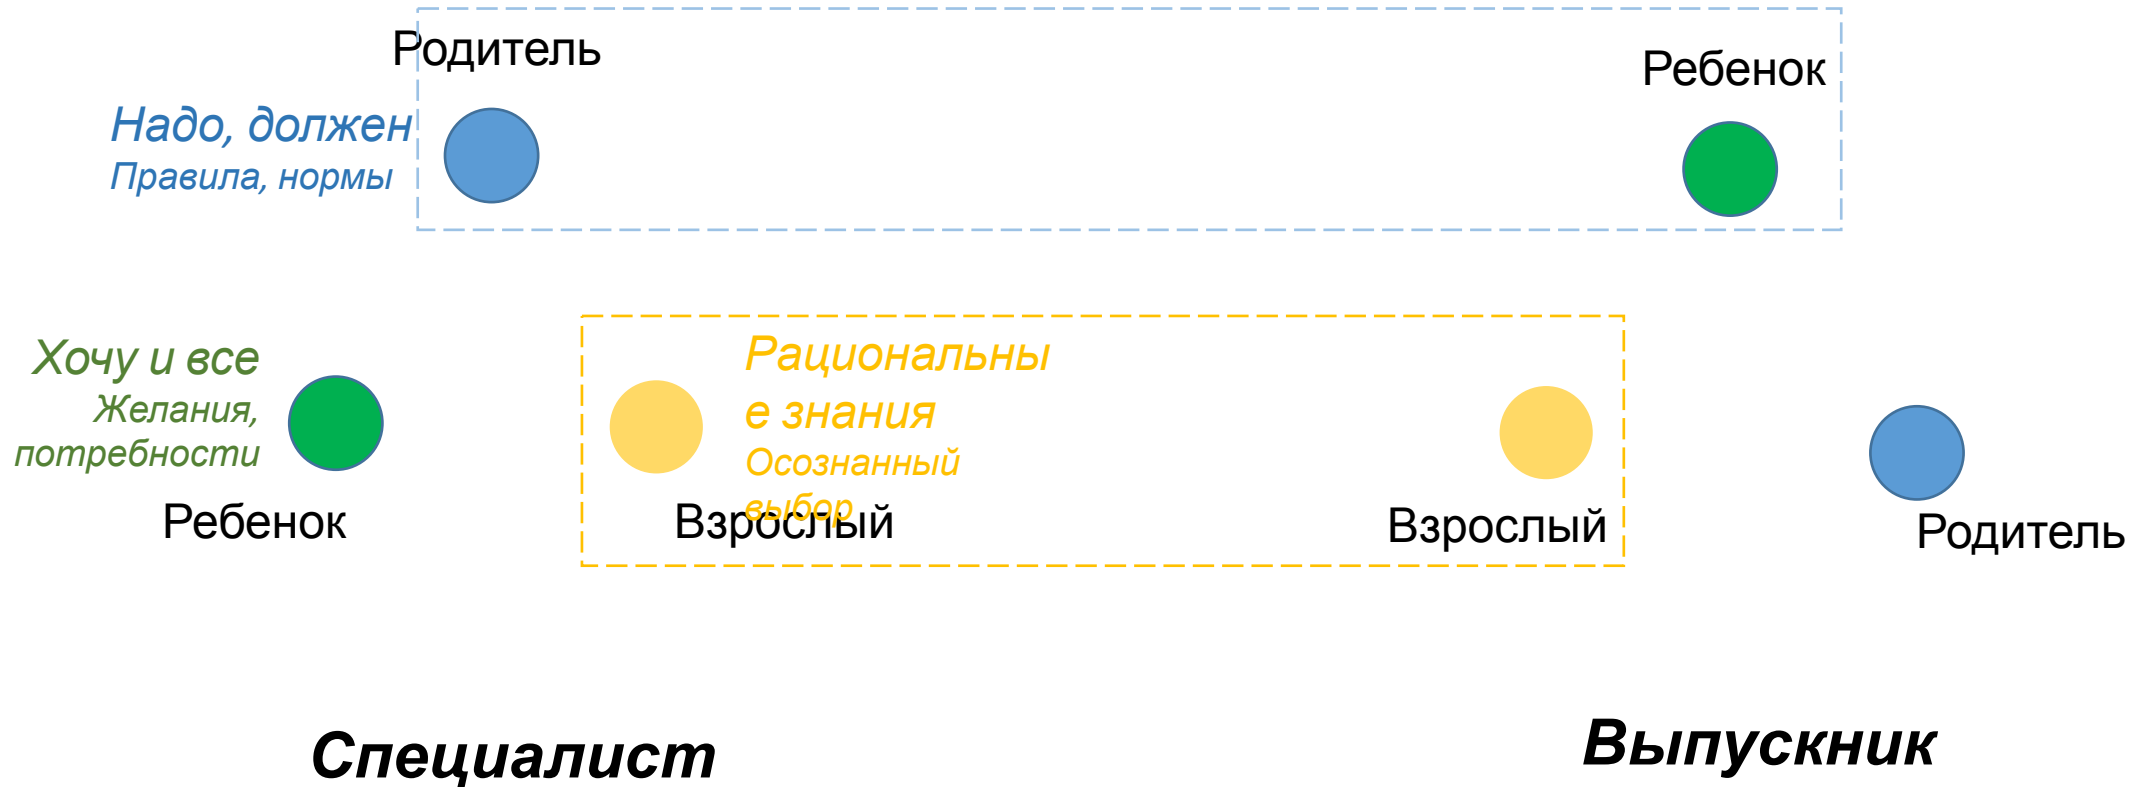 Родитель
Ребенок
Надо, должен
Правила, нормы
Хочу и все
Желания,
потребности
Ребенок
Рациональны
е знания
Осознанный
выбор
Взрослый
Взрослый
Родитель
Специалист
Выпускник